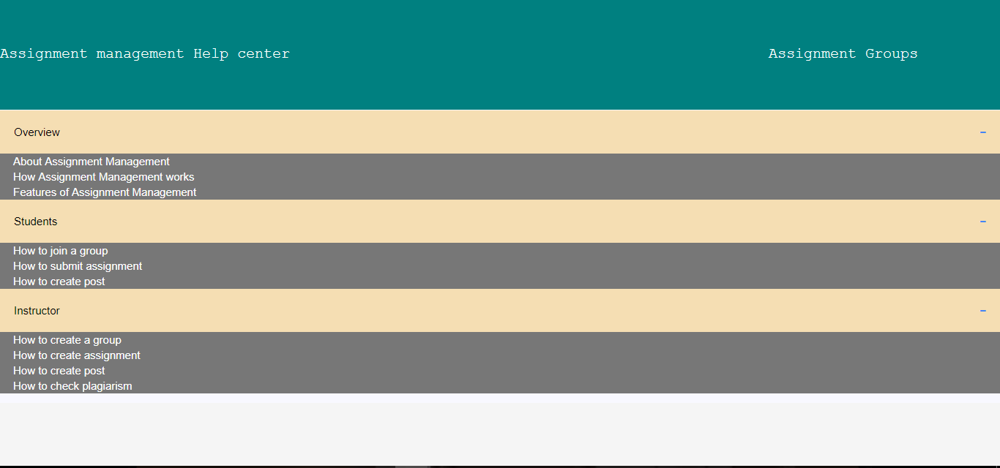 Assignment management Help center
Assignment Groups
Overview
About Assignment Management
How Assignment Management works
Features of Assignment Management
Students
How to join a group
How to submit assignment
How to create post
Instructor
How to create a group
How to create assignment
How to create post
How to check plagiarism